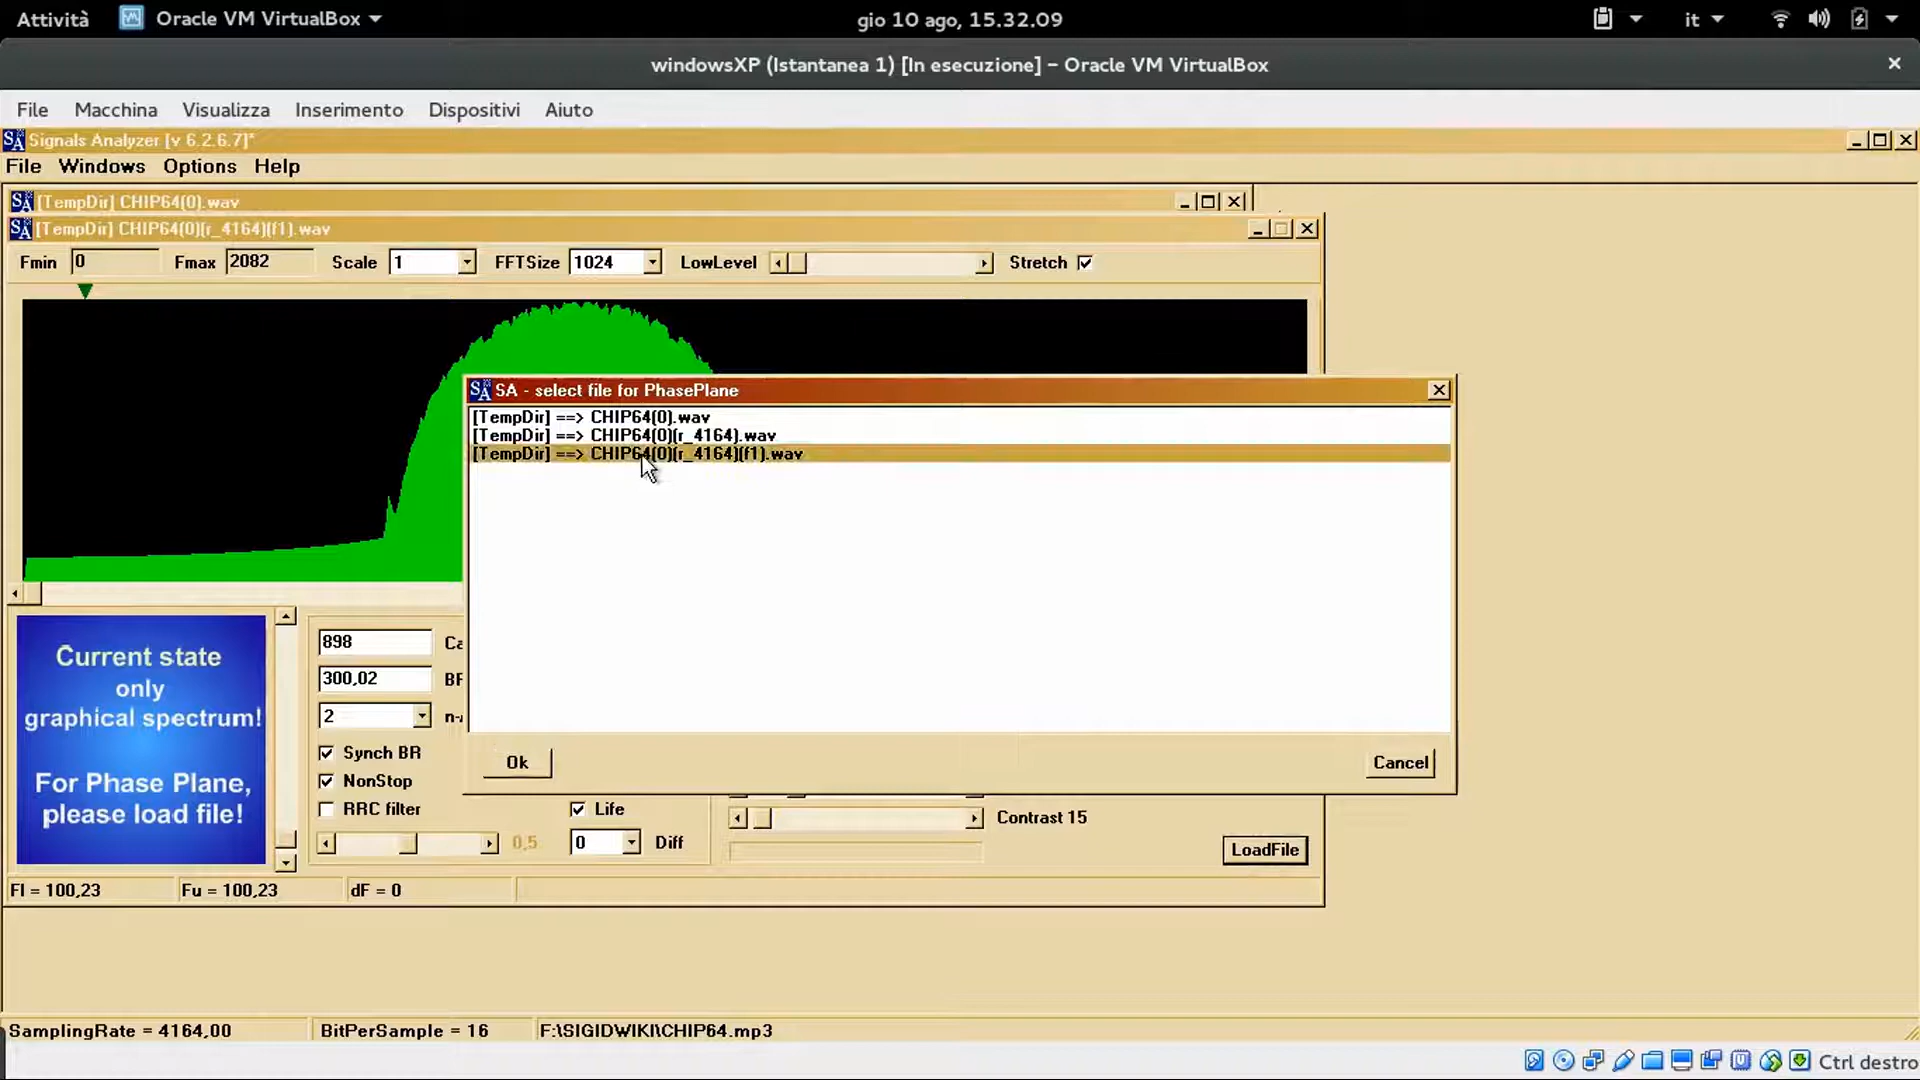 Attività Oracle VM VirtualBox gio 10 ago, 15.32.09 it
windowsXP (Istantanea 1) [In esecuzione] – Oracle VM VirtualBox
File Macchina Visualizza Inserimento Dispositivi Aiuto
Signals Analyzer [v 6.2.6.7]*
File Windows Options Help
[TempDir] CHIP64(0).wav
[TempDir] CHIP64(0)(r_4164)(f1).wav
Fmin 0 Fmax 2082 Scale 1 FFTSize 1024 LowLevel Stretch
SA - select file for PhasePlane
[TempDir] ==> CHIP64(0).wav
[TempDir] ==> CHIP64(0)(r_4164).wav
[TempDir] ==> CHIP64(0)(r_4164)(f1).wav
Ok Cancel
Current state
only
graphical spectrum!
For Phase Plane,
please load file!
898
300,02
2
Synch BR
NonStop
RRC filter Life
0,5 0 Diff
Contrast 15
LoadFile
Fl = 100,23 Fu = 100,23 dF = 0
SamplingRate = 4164,00 BitPerSample = 16 F:\SIGIDWIKI\CHIP64.mp3
Ctrl destro